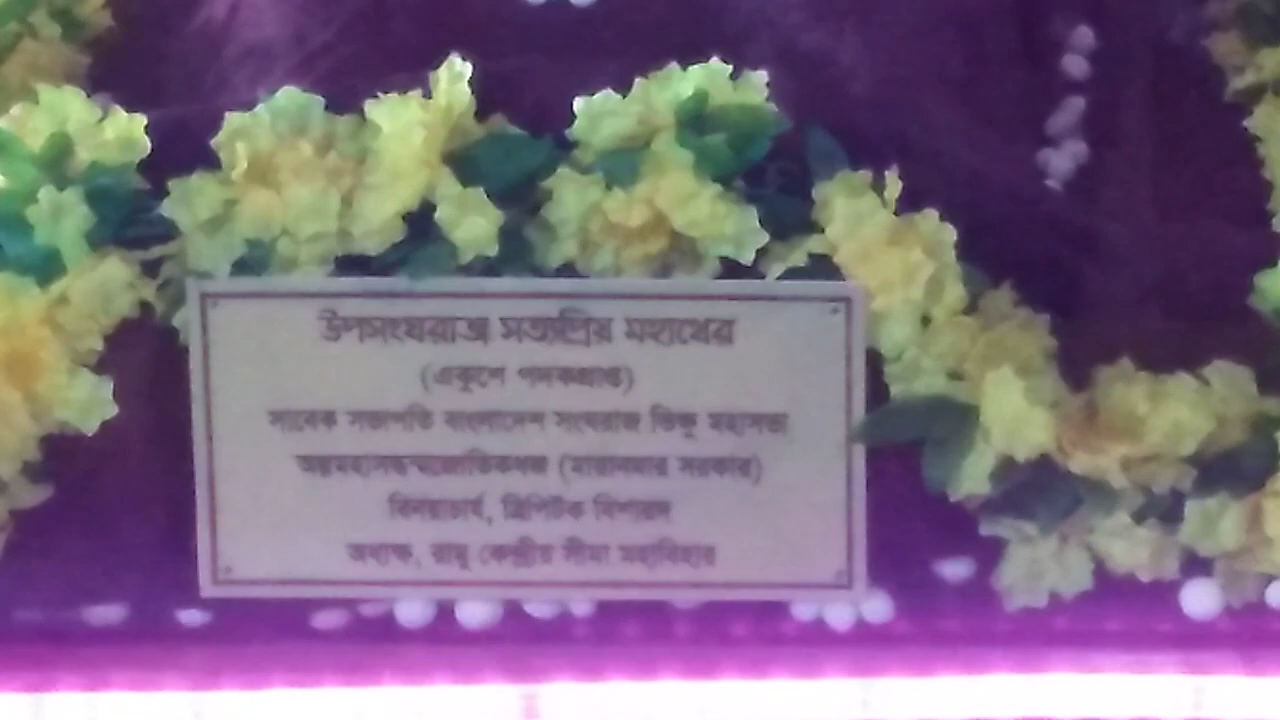 উপসংঘরাজ সত্যপ্রিয় মহাথের
(একুশে পদকপ্রাপ্ত)
সাবেক সভাপতি বাংলাদেশ সংঘরাজ ভিক্ষু মহাসভা
অগ্গমহাসদ্ধম্মজ্যোতিকধজ (মায়ানমার সরকার)
বিনয়াচার্য, ত্রিপিটক বিশারদ
অধ্যক্ষ, রামু কেন্দ্রীয় সীমা মহাবিহার